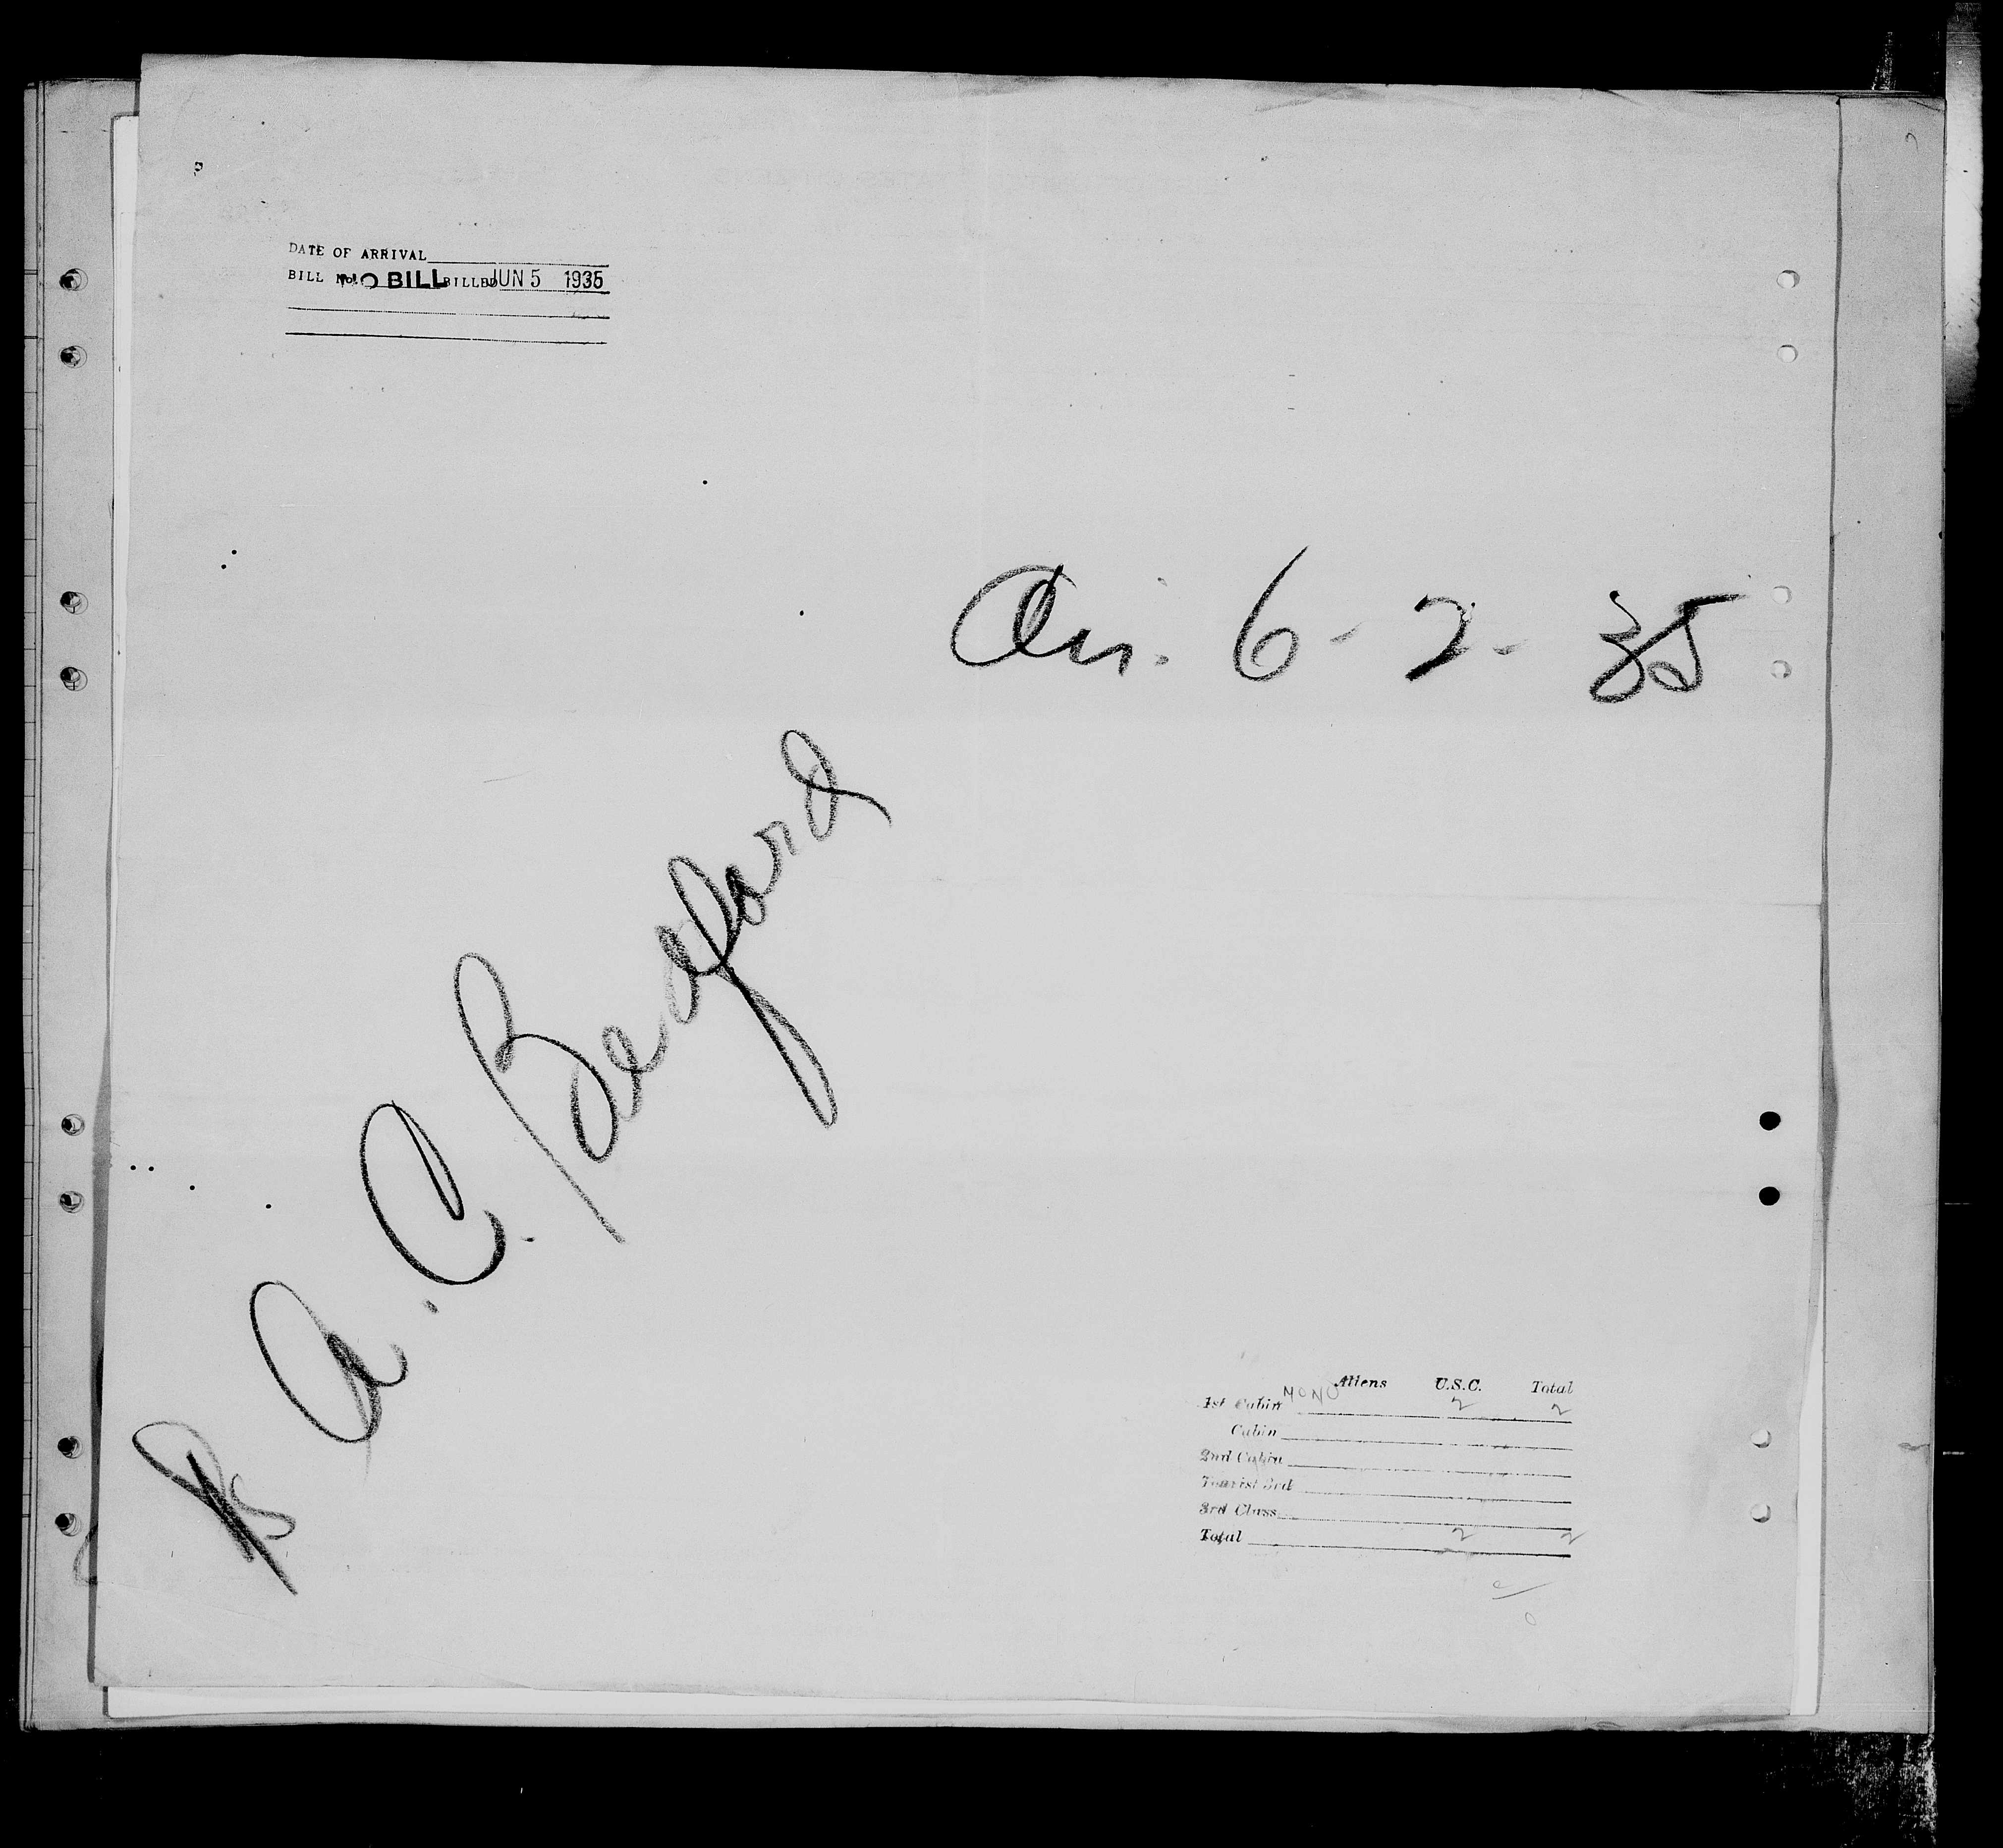 DATE OF ARRIVAL
BILL No. NO BILL BILLED JUN 5 1935
Arr. 6-2-35
SS A. C. Bedford
Aliens U.S.C. Total
1st Cabin NONE 2 2
Cabin
2nd Cabin
Tourist 3rd
3rd Class
Total 2 2